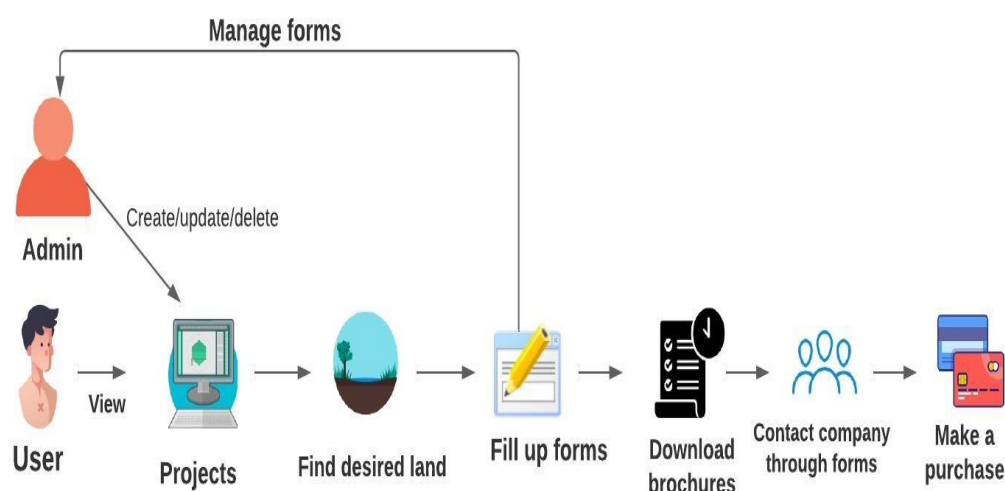 Manage forms
Create/update/delete
Admin
View
User
Projects
Find desired land
Fill up forms
Download
brochures
Contact company
through forms
Make a
purchase